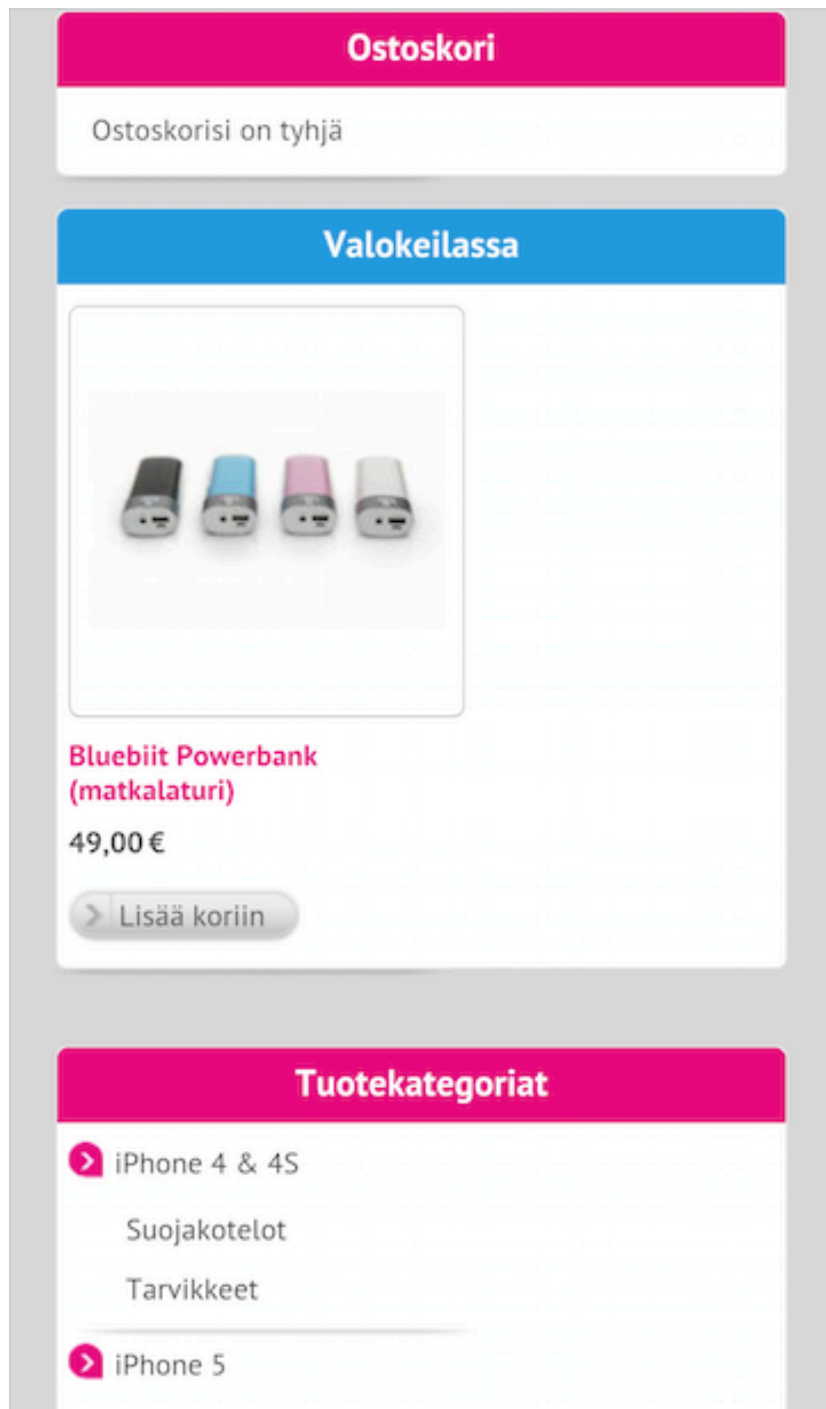 Ostoskori
Ostoskorisi on tyhjä
Valokeilassa
Bluebiit Powerbank
(matkalaturi)
49,00 €
Lisää koriin
Tuotekategoriat
iPhone 4 & 4S
Suojakotelot
Tarvikkeet
iPhone 5